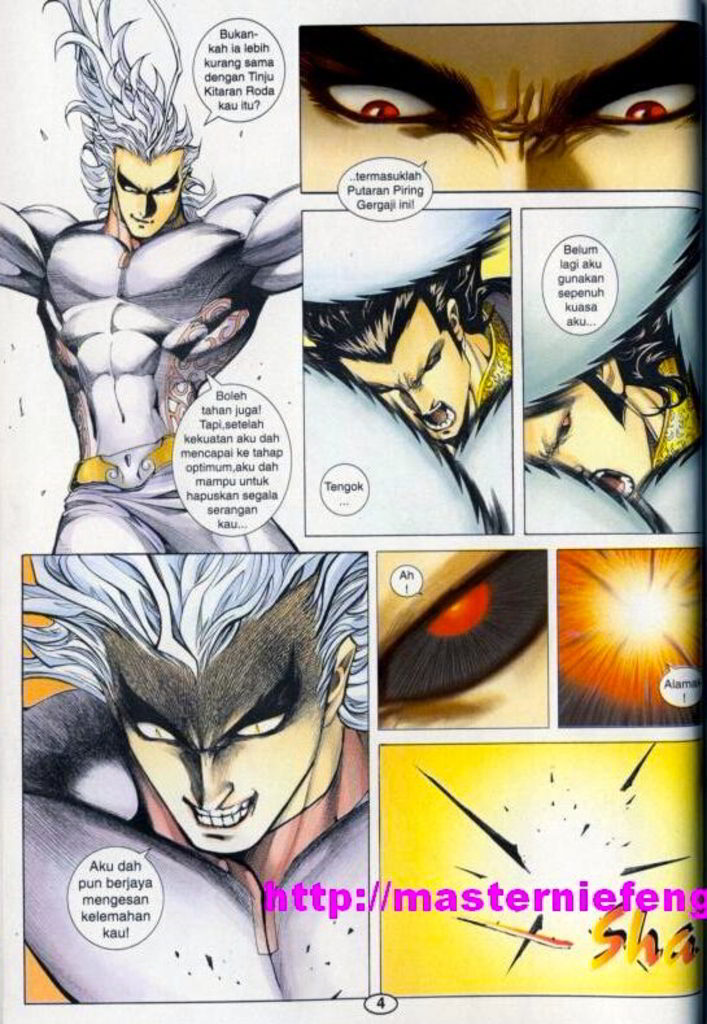 Bukan-
kah ia lebih
kurang sama
dengan Tinju
Kitaran Roda
kau itu?
..termasuklah
Putaran Piring
Gergaji ini!
Boleh
tahan juga!
Tapi,setelah
kekuatan aku dah
mencapai ke tahap
optimum,aku dah
mampu untuk
hapuskan segala
serangan
kau...
Tengok
...
Belum
lagi aku
gunakan
sepenuh
kuasa
aku...
Aku dah
pun berjaya
mengesan
kelemahan
kau!
Ah
!
Alama
!
Sha
http://masterniefeng
4